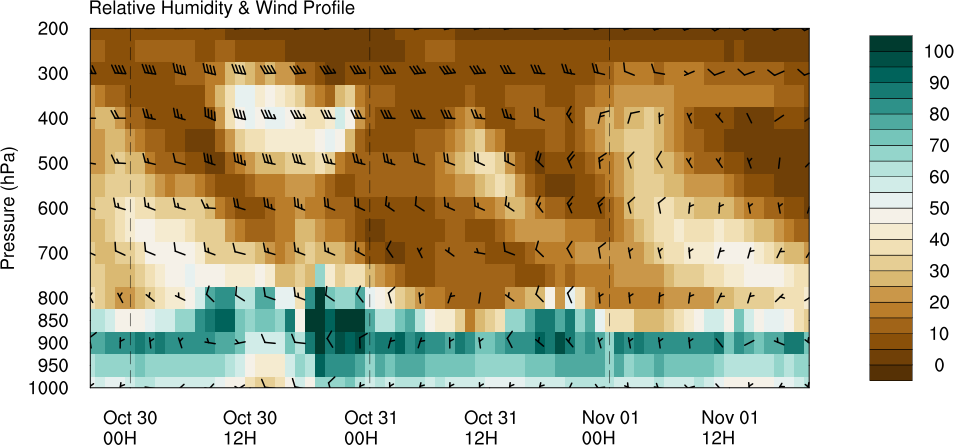 Relative Humidity & Wind Profile
Pressure (hPa)
200
300
400
500
600
700
800
850
900
950
1000
Oct 30 00H
Oct 30 12H
Oct 31 00H
Oct 31 12H
Nov 01 00H
Nov 01 12H
100
90
80
70
60
50
40
30
20
10
0